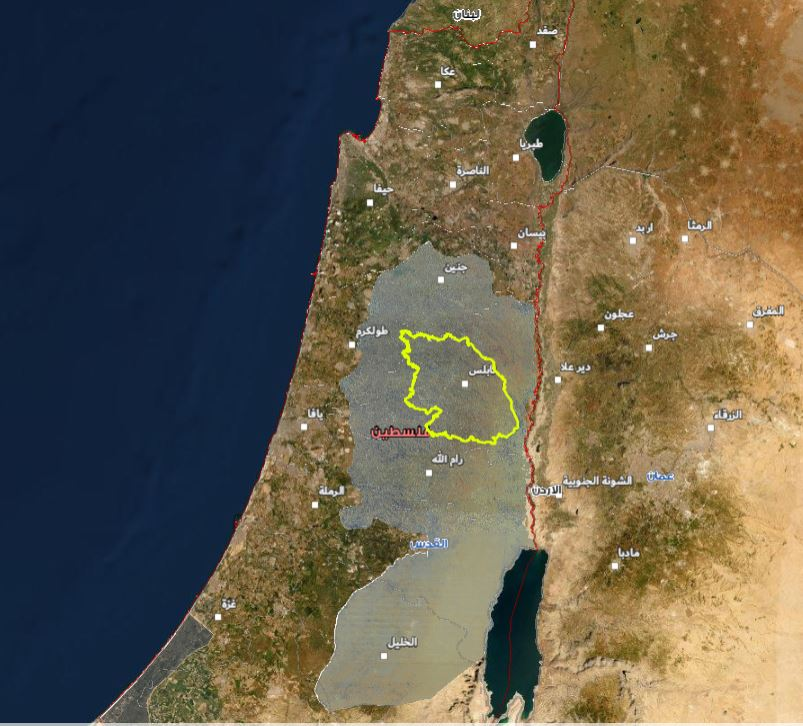 لبنان
صفد
عكا
طبريا
الناصرة
حيفا
الرمثا
اربد
بيسان
جنين
المفرق
عجلون
طولكرم
جرش
دير علا
نابلس
الزرقاء
يافا
فلسطين
رام الله
عمان
الشونة الجنوبية
الاردن
الرملة
القدس
مادبا
غزة
الخليل